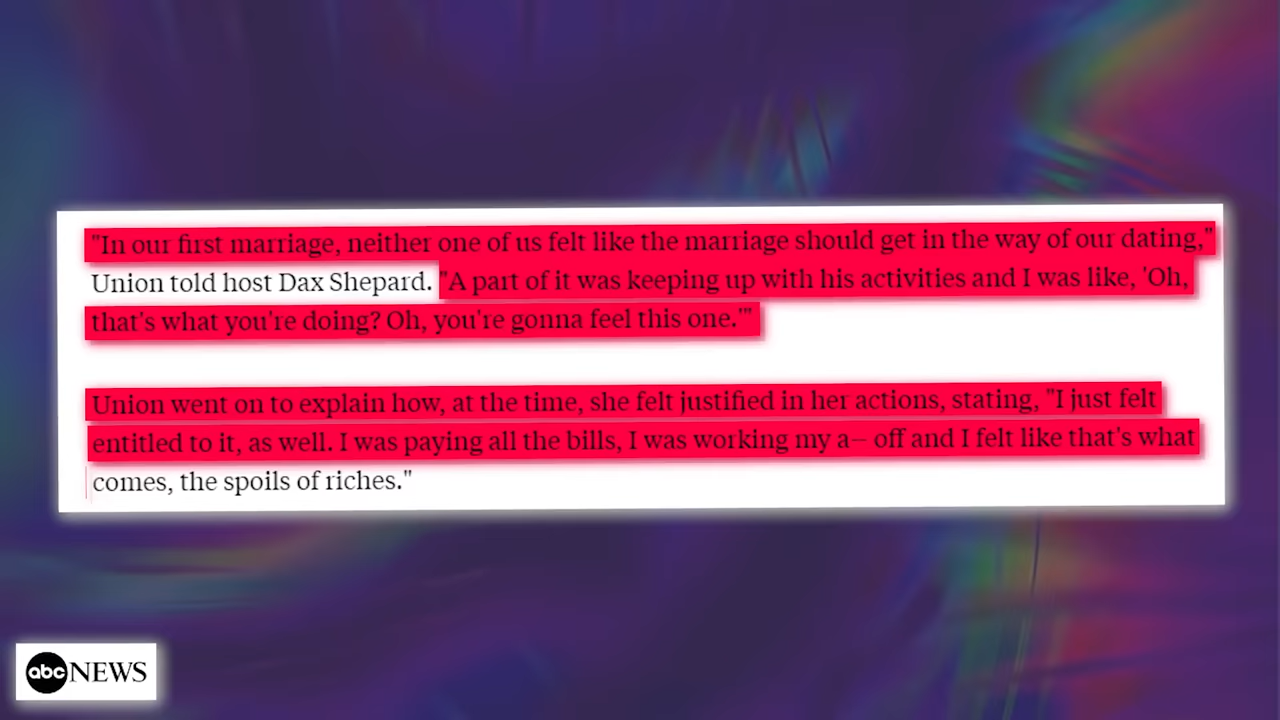 "In our first marriage, neither one of us felt like the marriage should get in the way of our dating,"
Union told host Dax Shepard. "A part of it was keeping up with his activities and I was like, 'Oh,
that's what you're doing? Oh, you're gonna feel this one.'"
Union went on to explain how, at the time, she felt justified in her actions, stating, "I just felt
entitled to it, as well. I was paying all the bills, I was working my a— off and I felt like that's what
comes, the spoils of riches."
abc NEWS